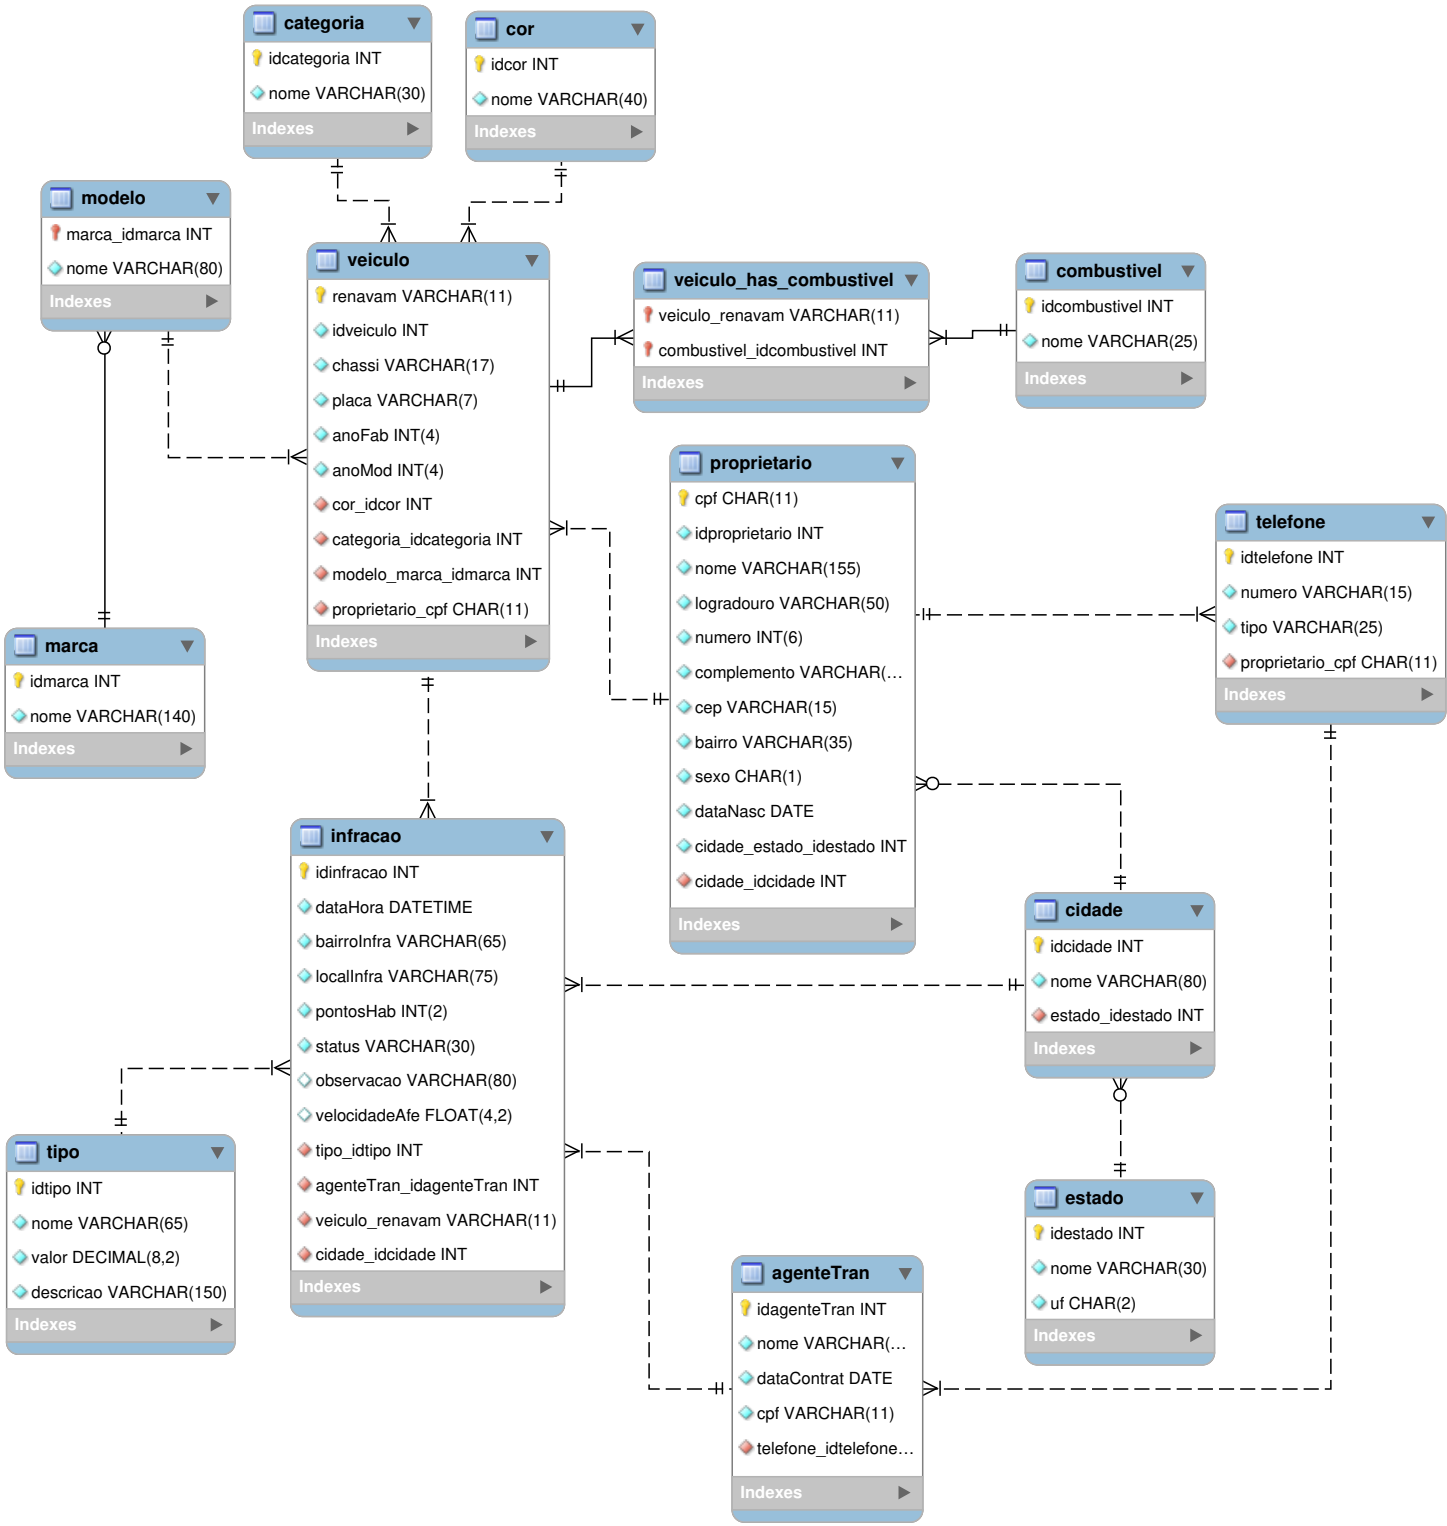 categoria
idcategoria INT
nome VARCHAR(30)
Indexes
cor
idcor INT
nome VARCHAR(40)
Indexes
modelo
marca_idmarca INT
nome VARCHAR(80)
Indexes
veiculo
renavam VARCHAR(11)
idveiculo INT
chassi VARCHAR(17)
placa VARCHAR(7)
anoFab INT(4)
anoMod INT(4)
cor_idcor INT
categoria_idcategoria INT
modelo_marca_idmarca INT
proprietario_cpf CHAR(11)
Indexes
veiculo_has_combustivel
veiculo_renavam VARCHAR(11)
combustivel_idcombustivel INT
Indexes
combustivel
idcombustivel INT
nome VARCHAR(25)
Indexes
proprietario
cpf CHAR(11)
idproprietario INT
nome VARCHAR(155)
logradouro VARCHAR(50)
numero INT(6)
complemento VARCHAR(...
cep VARCHAR(15)
bairro VARCHAR(35)
sexo CHAR(1)
dataNasc DATE
cidade_estado_idestado INT
cidade_idcidade INT
Indexes
telefone
idtelefone INT
numero VARCHAR(15)
tipo VARCHAR(25)
proprietario_cpf CHAR(11)
Indexes
marca
idmarca INT
nome VARCHAR(140)
Indexes
infracao
idinfracao INT
dataHora DATETIME
bairroInfra VARCHAR(65)
localInfra VARCHAR(75)
pontosHab INT(2)
status VARCHAR(30)
observacao VARCHAR(80)
velocidadeAfe FLOAT(4,2)
tipo_idtipo INT
agenteTran_idagenteTran INT
veiculo_renavam VARCHAR(11)
cidade_idcidade INT
Indexes
cidade
idcidade INT
nome VARCHAR(80)
estado_idestado INT
Indexes
tipo
idtipo INT
nome VARCHAR(65)
valor DECIMAL(8,2)
descricao VARCHAR(150)
Indexes
estado
idestado INT
nome VARCHAR(30)
uf CHAR(2)
Indexes
agenteTran
idagenteTran INT
nome VARCHAR(...
dataContrat DATE
cpf VARCHAR(11)
telefone_idtelefone...
Indexes